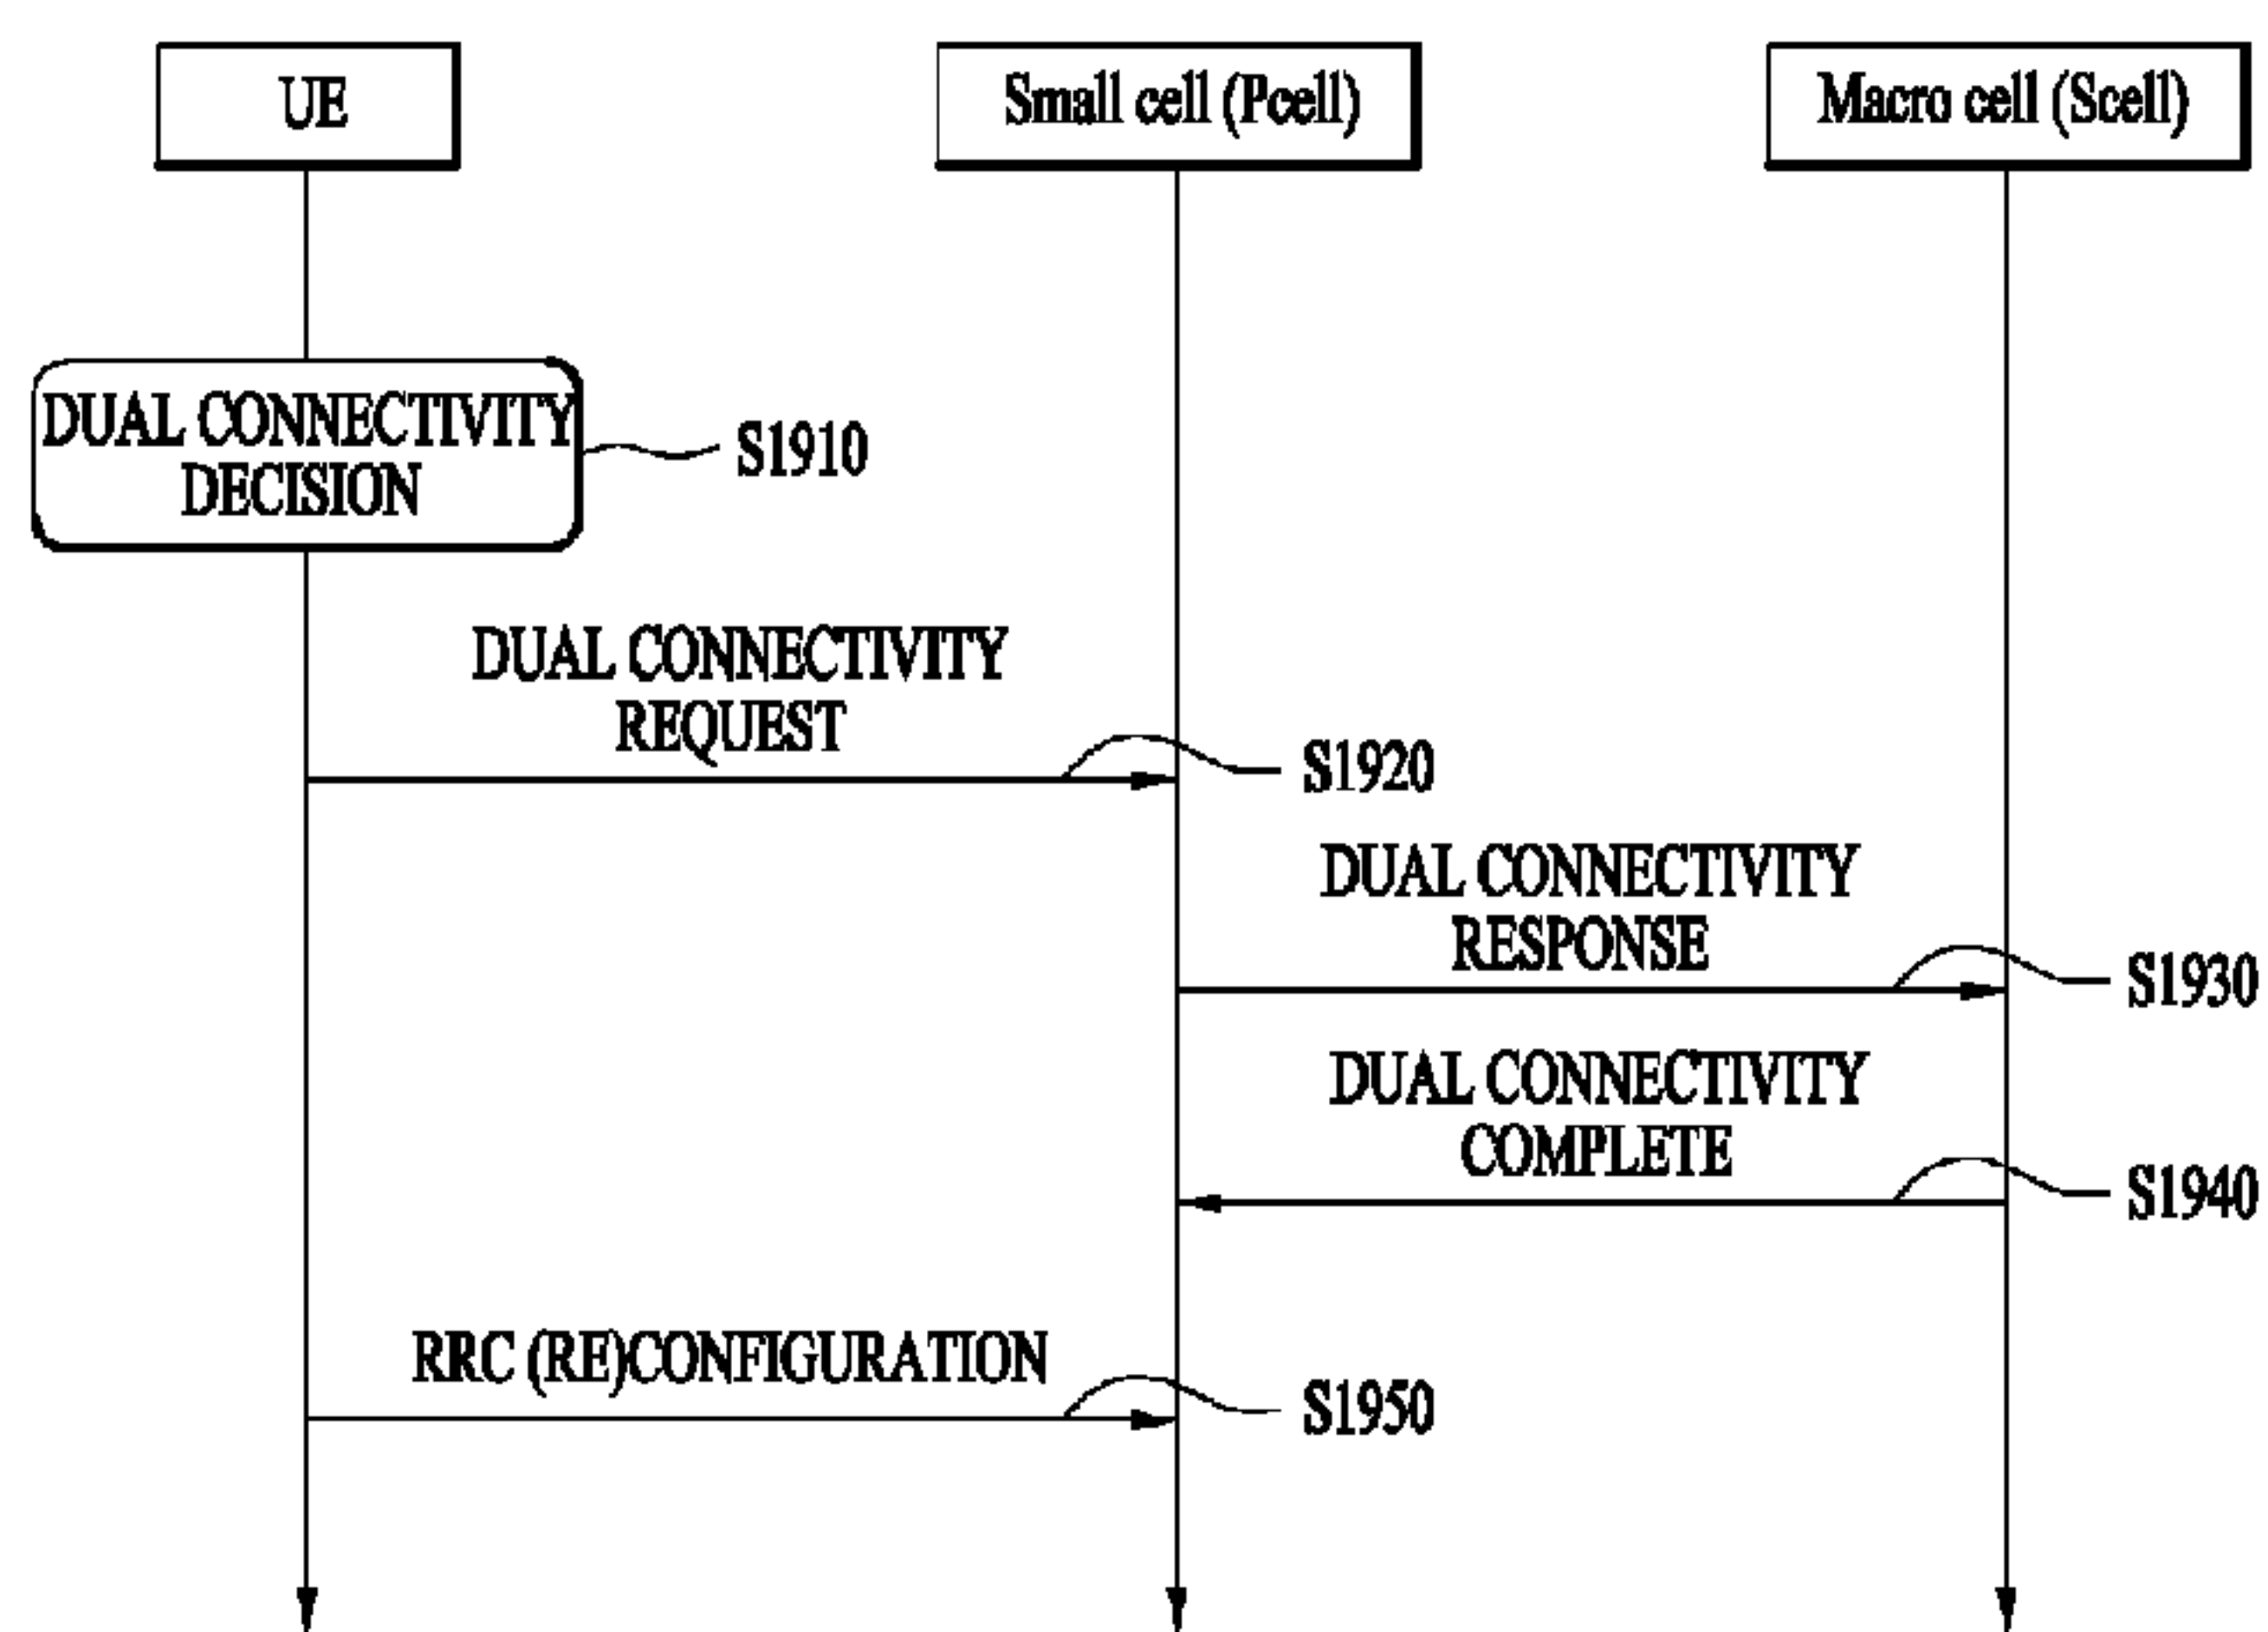 UE
Small cell (Pcell)
Macro cell (Scell)
DUAL CONNECTIVITY
DECISION
S1910
DUAL CONNECTIVITY
REQUEST
S1920
DUAL CONNECTIVITY
RESPONSE
S1930
DUAL CONNECTIVITY
COMPLETE
S1940
RRC (RE)CONFIGURATION
S1950